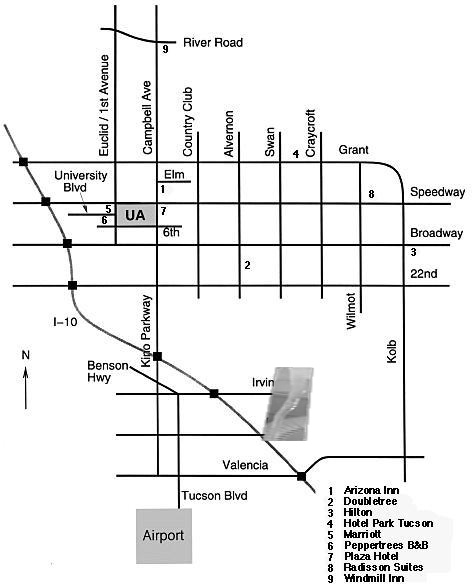 River Road
9
Euclid / 1st Avenue
Campbell Ave
Country Club
Alvernon
Swan
Craycroft
4
Grant
University
Blvd
Elm
1
8
Speedway
5
UA
7
6
6th
Broadway
3
2
22nd
I-10
Kino Parkway
Wilmot
Kolb
N
Benson
Hwy
Valencia
Tucson Blvd
Airport
1 Arizona Inn
2 Doubletree
3 Hilton
4 Hotel Park Tucson
5 Marriott
6 Peppertrees B&B
7 Plaza Hotel
8 Radisson Suites
9 Windmill Inn